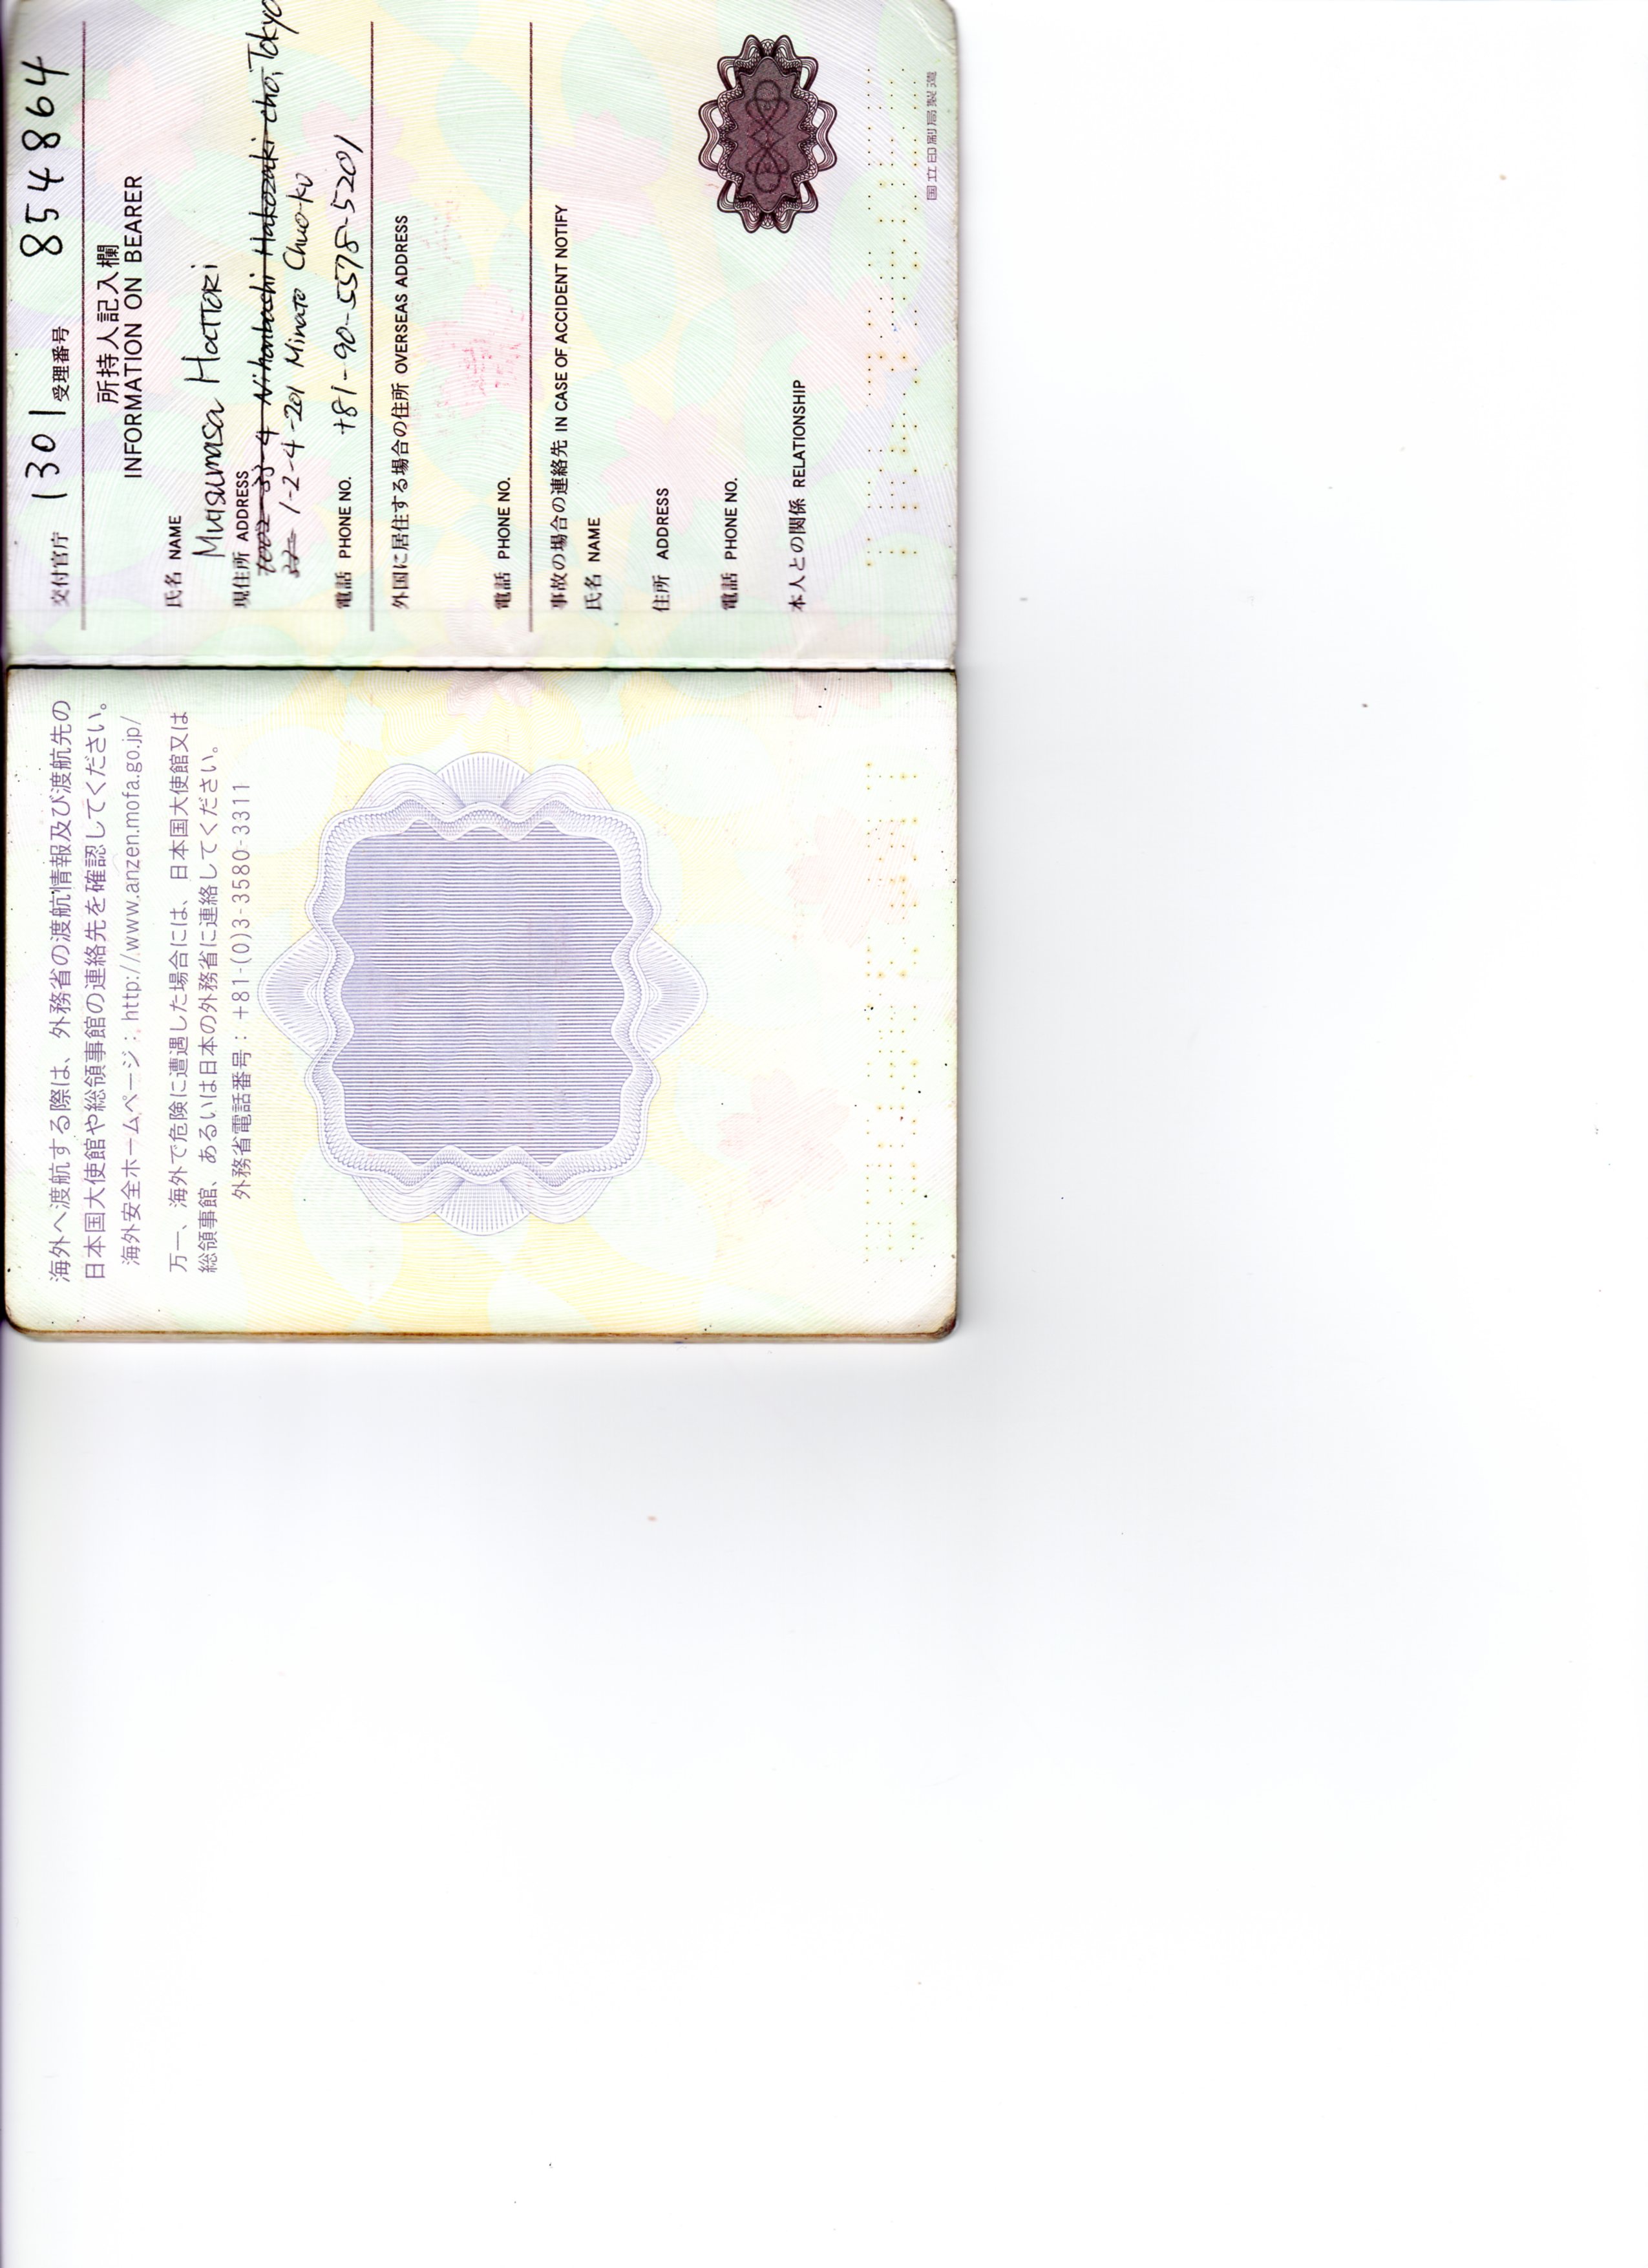 海外へ渡航する際は、外務省の渡航情報及び渡航先の
日本国大使館や総領事館の連絡先を確認してください。
海外安全ホームページ：http://www.anzen.mofa.go.jp/
万一、海外で危険に遭遇した場合には、日本国大使館又は
総領事館、あるいは日本の外務省に連絡してください。
外務省電話番号：+81-(0)3-3580-3311
交付官庁 1301 受理番号 854864
所持人記入欄
INFORMATION ON BEARER
氏名 NAME
Mutsumasa HattoRi
現住所 ADDRESS
Nihonbashi Hakozaki-cho, Tokyo
1-2-4-201 Minato Chuo-ku
電話 PHONE NO. +81-90-5578-5201
外国に居住する場合の住所 OVERSEAS ADDRESS
電話 PHONE NO.
事故の場合の連絡先 IN CASE OF ACCIDENT NOTIFY
氏名 NAME
住所 ADDRESS
電話 PHONE NO.
本人との関係 RELATIONSHIP
国立印刷局製造